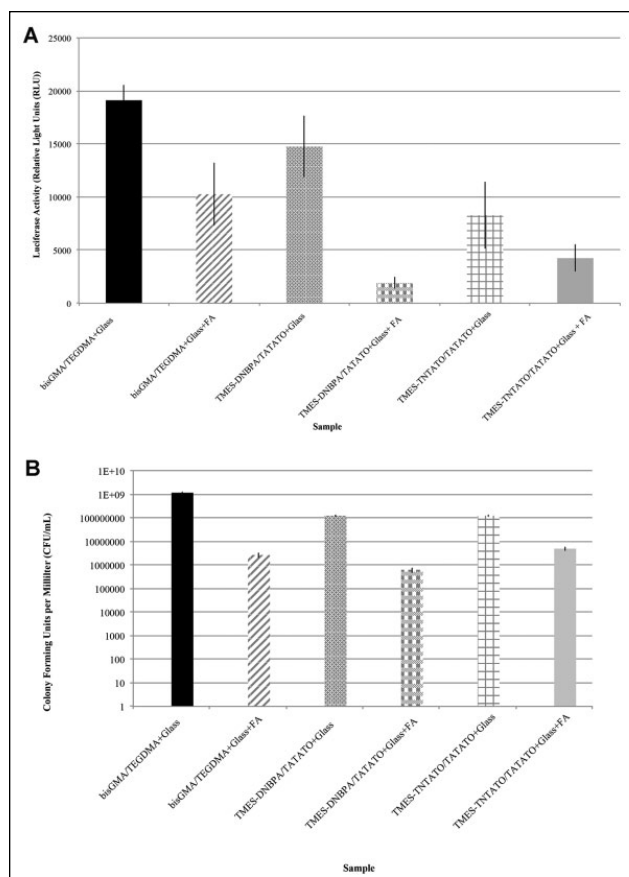 A
Luciferase Activity (Relative Light Units (RLU))
25000
20000
15000
10000
5000
0
bisGMA/TEGDMA+Glass
bisGMA/TEGDMA+Glass+FA
TMES-DNBPA/TATATO+Glass
TMES-DNBPA/TATATO+Glass+ FA
TMES-TNTATO/TATATO+Glass
TMES-TNTATO/TATATO+Glass + FA
Sample
B
Colony Forming Units per Milliliter (CFU/mL)
1E+10
1E+09
100000000
10000000
1000000
100000
10000
1000
100
10
1
bisGMA/TEGDMA+Glass
bisGMA/TEGDMA+Glass+FA
TMES-DNBPA/TATATO+Glass
TMES-DNBPA/TATATO+Glass+FA
TMES-TNTATO/TATATO+Glass
TMES-TNTATO/TATATO+Glass+FA
Sample